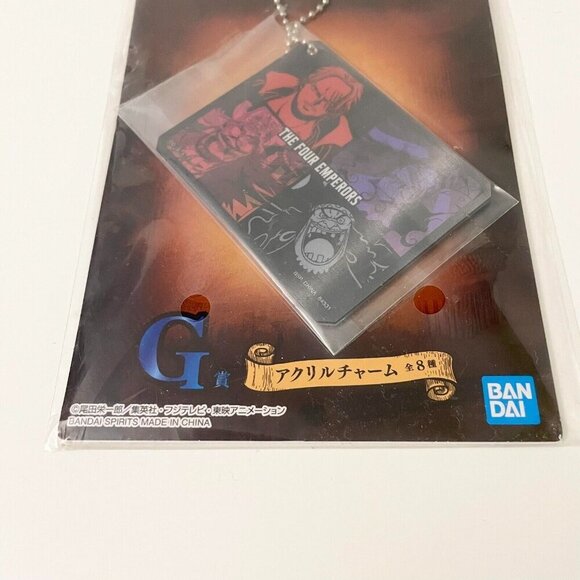 THE FOUR EMPERORS
G賞
アクリルチャーム 全8種
BAN
DAI
©尾田栄一郎／集英社・フジテレビ・東映アニメーション
BANDAI SPIRITS MADE IN CHINA